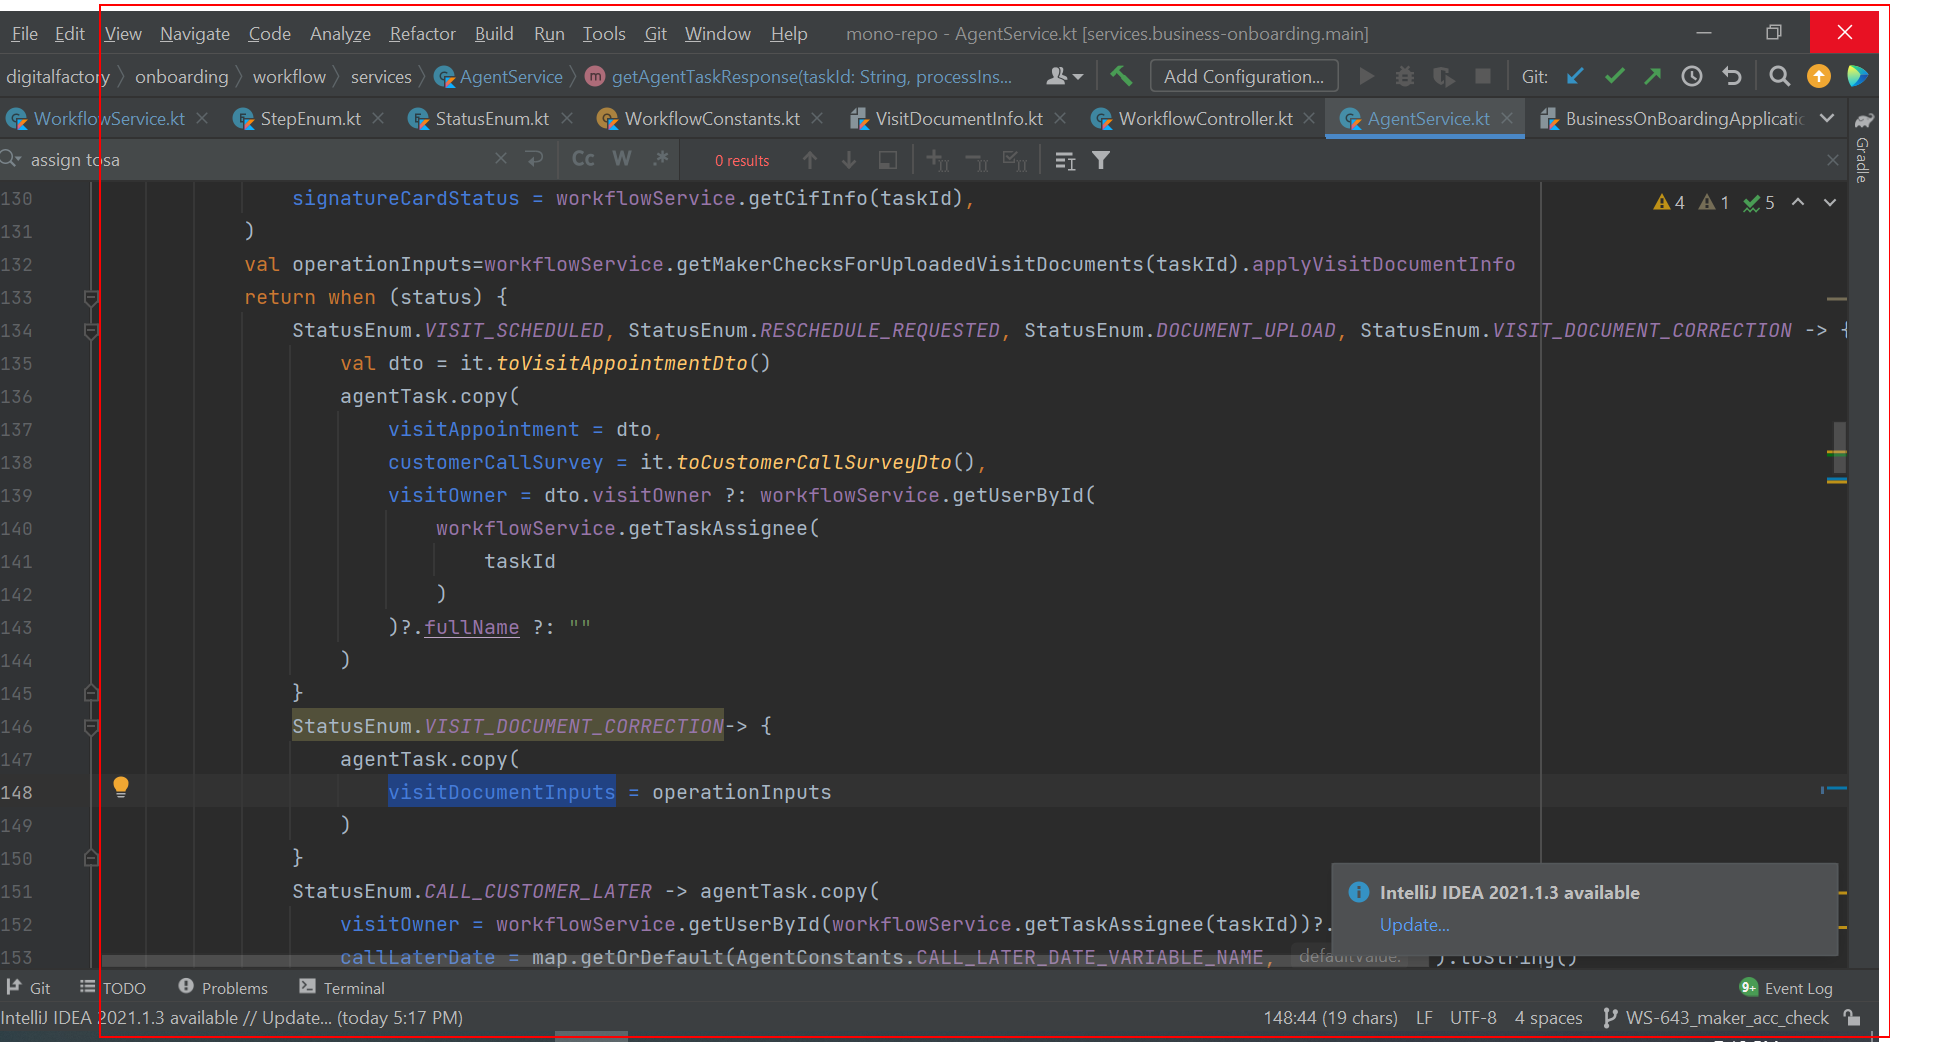 File Edit View Navigate Code Analyze Refactor Build Run Tools Git Window Help mono-repo - AgentService.kt [services.business-onboarding.main]
digitalfactory onboarding workflow services AgentService m getAgentTaskResponse(taskId: String, processIns... Add Configuration... Git:
WorkflowService.kt StepEnum.kt StatusEnum.kt WorkflowConstants.kt VisitDocumentInfo.kt WorkflowController.kt AgentService.kt BusinessOnBoardingApplicatio
assign tosa Cc W .* 0 results
Gradle
4 1 5
130 signatureCardStatus = workflowService.getCifInfo(taskId),
131 )
132 val operationInputs=workflowService.getMakerChecksForUploadedVisitDocuments(taskId).applyVisitDocumentInfo
133 return when (status) {
134 StatusEnum.VISIT_SCHEDULED, StatusEnum.RESCHEDULE_REQUESTED, StatusEnum.DOCUMENT_UPLOAD, StatusEnum.VISIT_DOCUMENT_CORRECTION -> {
135 val dto = it.toVisitAppointmentDto()
136 agentTask.copy(
137 visitAppointment = dto,
138 customerCallSurvey = it.toCustomerCallSurveyDto(),
139 visitOwner = dto.visitOwner ?: workflowService.getUserById(
140 workflowService.getTaskAssignee(
141 taskId
142 )
143 )?.fullName ?: ""
144 )
145 }
146 StatusEnum.VISIT_DOCUMENT_CORRECTION-> {
147 agentTask.copy(
148 visitDocumentInputs = operationInputs
149 )
150 }
151 StatusEnum.CALL_CUSTOMER_LATER -> agentTask.copy(
152 visitOwner = workflowService.getUserById(workflowService.getTaskAssignee(taskId))?.
153 callLaterDate = map.getOrDefault(AgentConstants.CALL_LATER_DATE_VARIABLE_NAME, defaultValue: ).toString()
IntelliJ IDEA 2021.1.3 available
Update...
Git TODO Problems Terminal 9+ Event Log
IntelliJ IDEA 2021.1.3 available // Update... (today 5:17 PM) 148:44 (19 chars) LF UTF-8 4 spaces WS-643_maker_acc_check